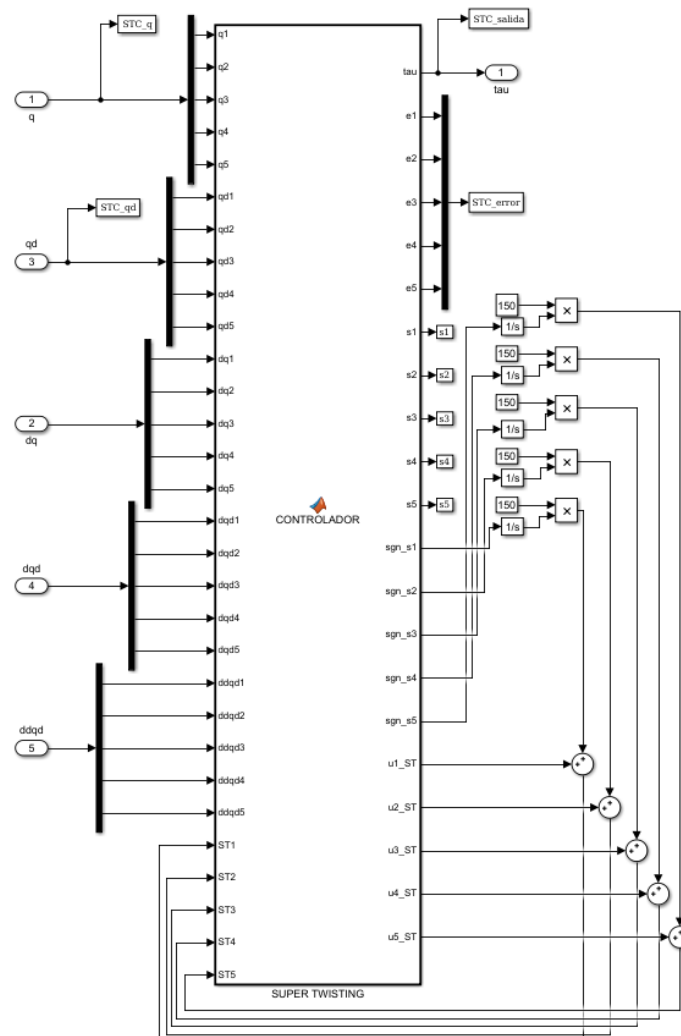 STC_q
1
q
STC_qd
qd
3
2
dq
dqd
4
ddqd
5
q1
q2
q3
q4
q5
qd1
qd2
qd3
qd4
qd5
dq1
dq2
dq3
dq4
dq5
dqd1
dqd2
dqd3
dqd4
dqd5
ddqd1
ddqd2
ddqd3
ddqd4
ddqd5
ST1
ST2
ST3
ST4
ST5
CONTROLADOR
SUPER TWISTING
tau
e1
e2
e3
e4
e5
s1
s2
s3
s4
s5
sgn_s1
sgn_s2
sgn_s3
sgn_s4
sgn_s5
u1_ST
u2_ST
u3_ST
u4_ST
u5_ST
STC_salida
1
tau
STC_error
s1
s2
s3
s4
s5
150
1/s
×
150
1/s
×
150
1/s
×
150
1/s
×
150
1/s
×
+ +
+ +
+ +
+ +
+ +